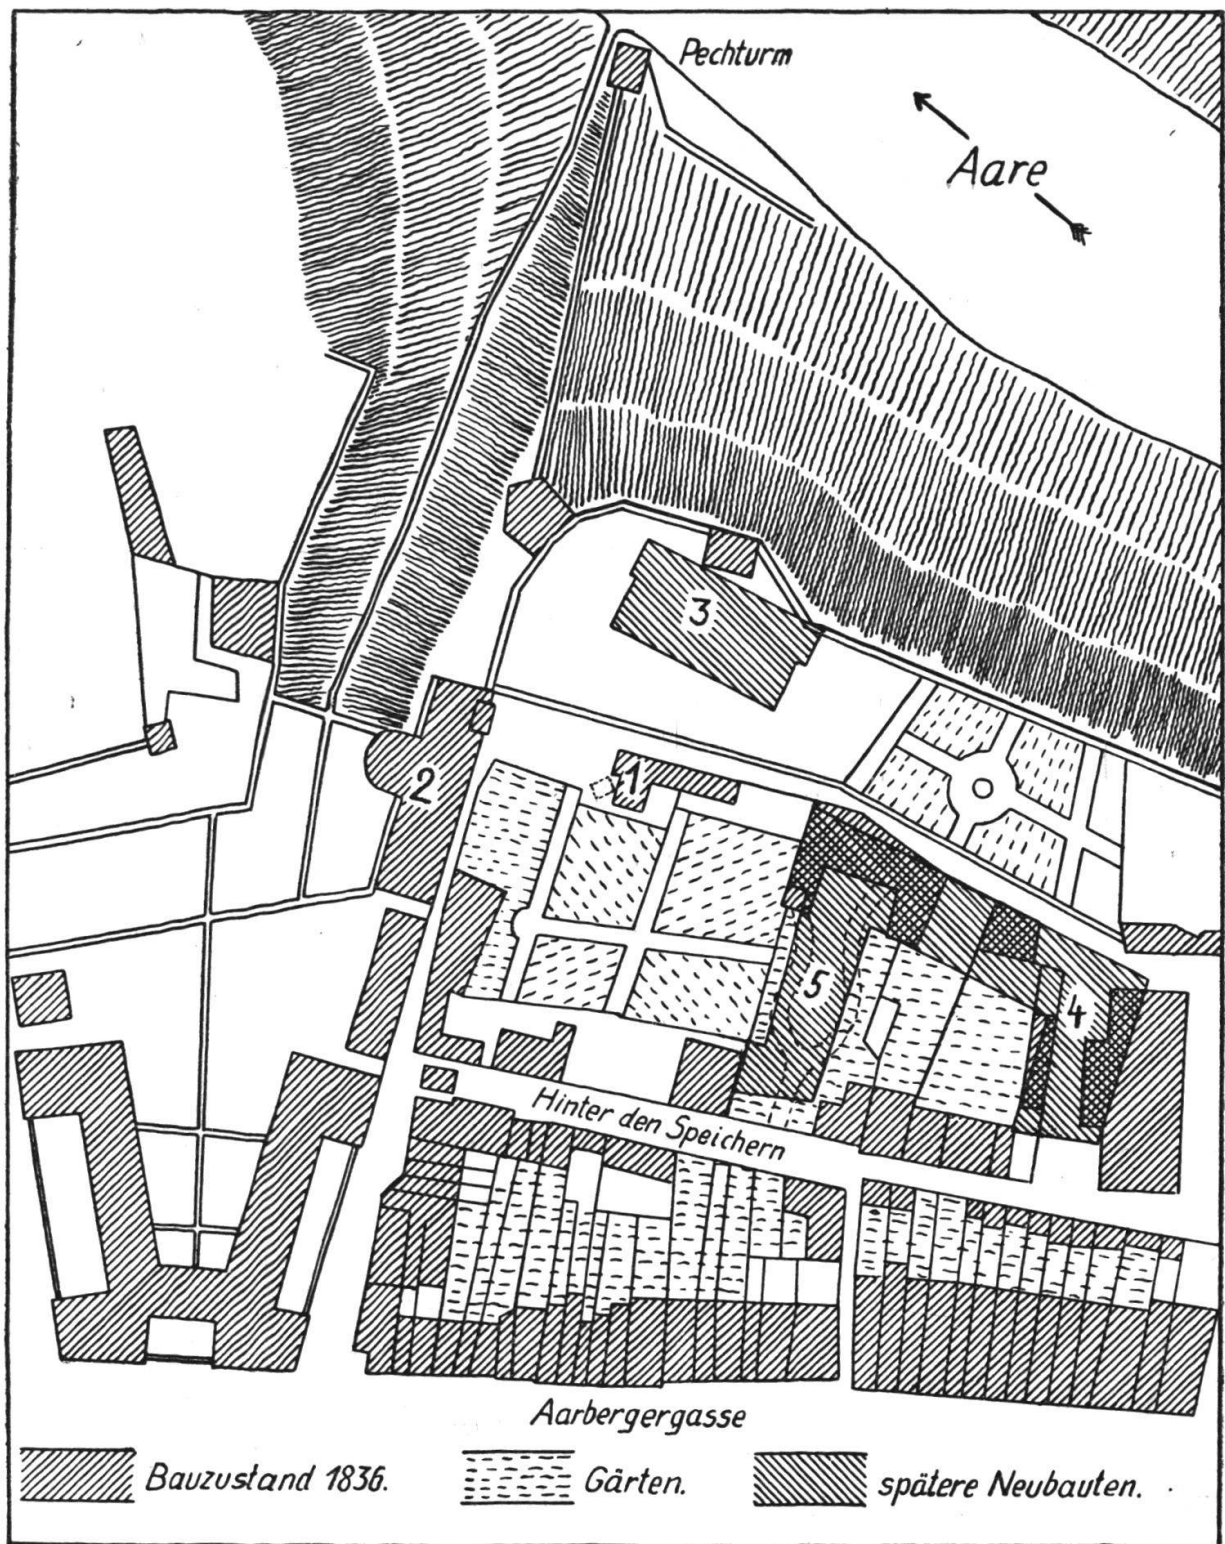 Pechturm
Aare
3
1
2
5
4
Hinter den Speichern
Aarbergergasse
Bauzustand 1836.
Gärten.
spätere Neubauten.